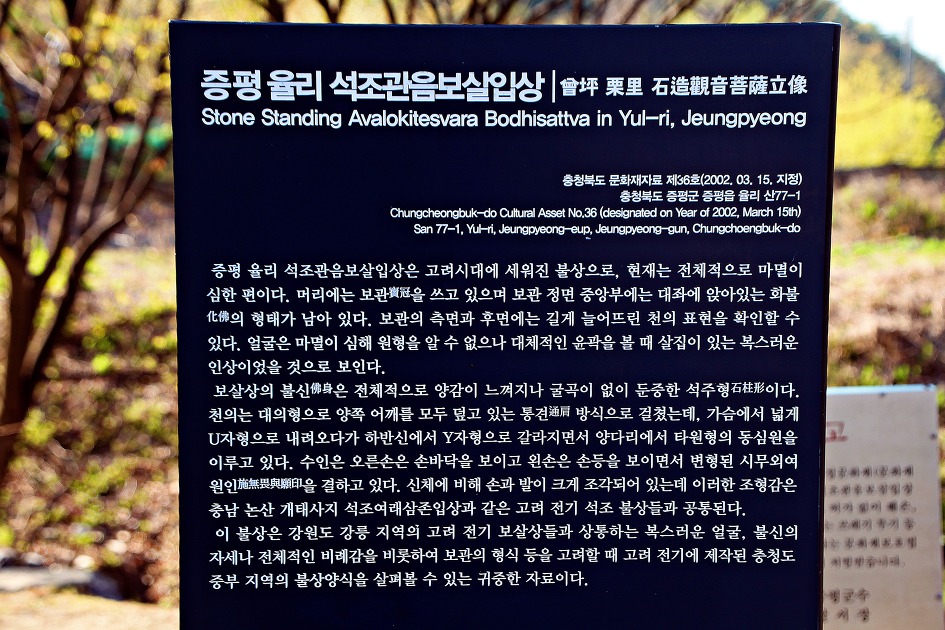 증평 율리 석조관음보살입상 | 曾坪 栗里 石造觀音菩薩立像
Stone Standing Avalokitesvara Bodhisattva in Yul-ri, Jeungpyeong
충청북도 문화재자료 제36호(2002. 03. 15. 지정)
충청북도 증평군 증평읍 율리 산77-1
Chungcheongbuk-do Cultural Asset No.36 (designated on Year of 2002, March 15th)
San 77-1, Yul-ri, Jeungpyeong-eup, Jeungpyeong-gun, Chungchoengbuk-do
증평 율리 석조관음보살입상은 고려시대에 세워진 불상으로, 현재는 전체적으로 마멸이
심한 편이다. 머리에는 보관寶冠을 쓰고 있으며 보관 정면 중앙부에는 대좌에 앉아있는 화불
化佛의 형태가 남아 있다. 보관의 측면과 후면에는 길게 늘어뜨린 천의 표현을 확인할 수
있다. 얼굴은 마멸이 심해 원형을 알 수 없으나 대체적인 윤곽을 볼 때 살집이 있는 복스러운
인상이었을 것으로 보인다.
보살상의 불신佛身은 전체적으로 양감이 느껴지나 굴곡이 없이 둔중한 석주형石柱形이다.
천의는 대의형으로 양쪽 어깨를 모두 덮고 있는 통견通肩 방식으로 걸쳤는데, 가슴에서 넓게
U자형으로 내려오다가 하반신에서 Y자형으로 갈라지면서 양다리에서 타원형의 동심원을
이루고 있다. 수인은 오른손은 손바닥을 보이고 왼손은 손등을 보이면서 변형된 시무외여
원인施無畏與願印을 결하고 있다. 신체에 비해 손과 발이 크게 조각되어 있는데 이러한 조형감은
충남 논산 개태사지 석조여래삼존입상과 같은 고려 전기 석조 불상들과 공통된다.
이 불상은 강원도 강릉 지역의 고려 전기 보살상들과 상통하는 복스러운 얼굴, 불신의
자세나 전체적인 비례감을 비롯하여 보관의 형식 등을 고려할 때 고려 전기에 제작된 충청도
중부 지역의 불상양식을 살펴볼 수 있는 귀중한 자료이다.